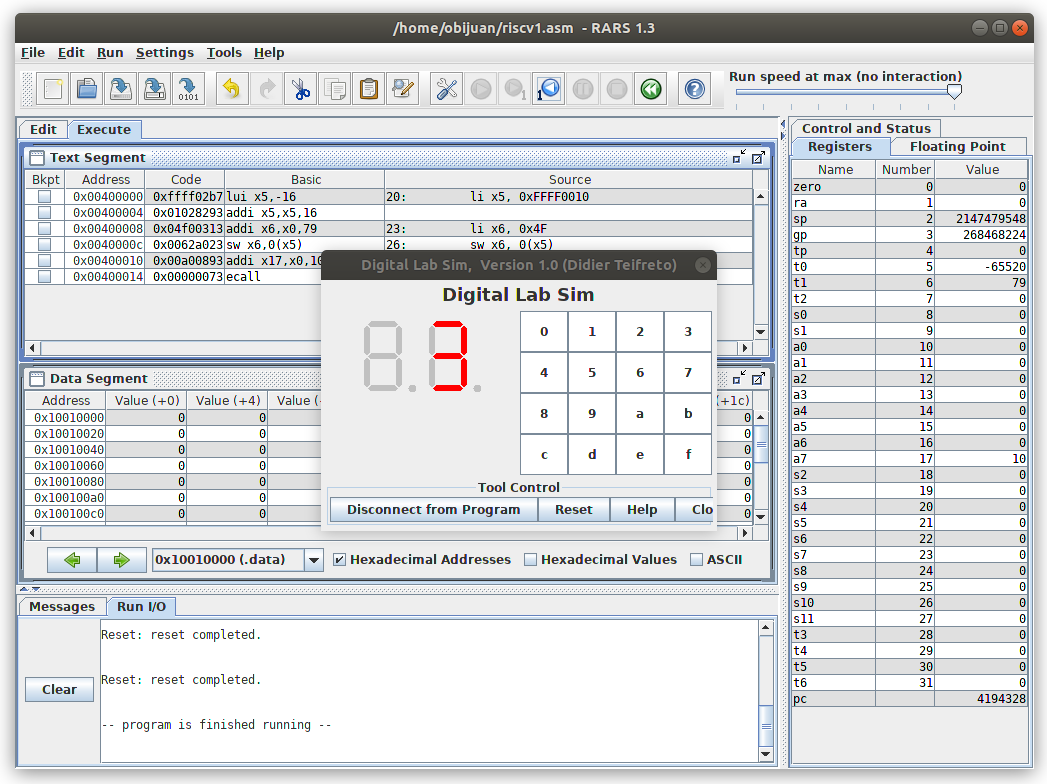 /home/obijuan/riscv1.asm - RARS 1.3
File Edit Run Settings Tools Help
Run speed at max (no interaction)
0101
1
1
Edit Execute
Text Segment
Bkpt Address Code Basic Source
0x00400000 0xffff02b7 lui x5,-16 20: li x5, 0xFFFF0010
0x00400004 0x01028293 addi x5,x5,16
0x00400008 0x04f00313 addi x6,x0,79 23: li x6, 0x4F
0x0040000c 0x0062a023 sw x6,0(x5) 26: sw x6, 0(x5)
0x00400010 0x00a00893 addi x17,x0,10
0x00400014 0x00000073 ecall
Digital Lab Sim, Version 1.0 (Didier Teifreto)
Digital Lab Sim
3
0 1 2 3
4 5 6 7
8 9 a b
c d e f
Tool Control
Disconnect from Program Reset Help Clo
Data Segment
Address Value (+0) Value (+4) Value ( +1c)
0x10010000 0 0 0
0x10010020 0 0 0
0x10010040 0 0 0
0x10010060 0 0 0
0x10010080 0 0 0
0x100100a0 0 0 0
0x100100c0 0 0 0
0x10010000 (.data) Hexadecimal Addresses Hexadecimal Values ASCII
Messages Run I/O
Reset: reset completed.
Reset: reset completed.
-- program is finished running --
Clear
Control and Status
Registers Floating Point
Name Number Value
zero 0 0
ra 1 0
sp 2 2147479548
gp 3 268468224
tp 4 0
t0 5 -65520
t1 6 79
t2 7 0
s0 8 0
s1 9 0
a0 10 0
a1 11 0
a2 12 0
a3 13 0
a4 14 0
a5 15 0
a6 16 0
a7 17 10
s2 18 0
s3 19 0
s4 20 0
s5 21 0
s6 22 0
s7 23 0
s8 24 0
s9 25 0
s10 26 0
s11 27 0
t3 28 0
t4 29 0
t5 30 0
t6 31 0
pc 4194328